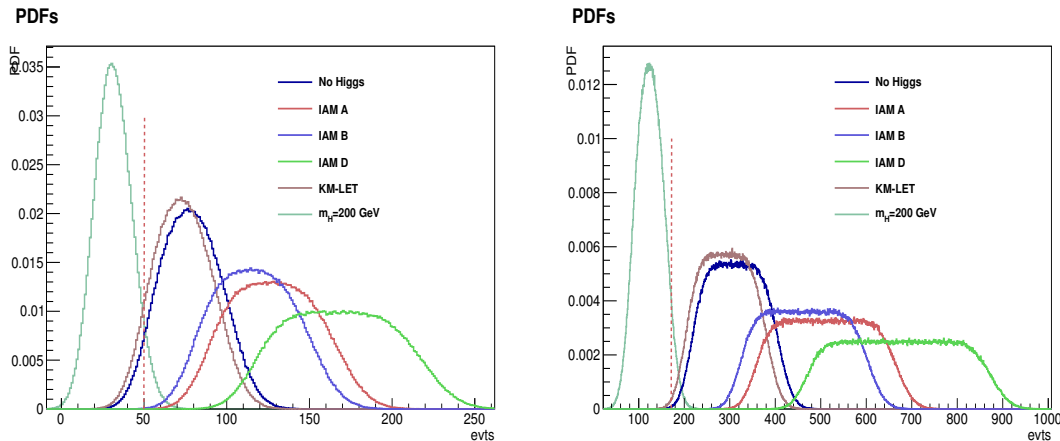 PDFs
PDF
0.035
0.03
0.025
0.02
0.015
0.01
0.005
0
0 50 100 150 200 250
evts
No Higgs
IAM A
IAM B
IAM D
KM-LET
m_H=200 GeV
PDFs
PDF
0.012
0.01
0.008
0.006
0.004
0.002
0
100 200 300 400 500 600 700 800 900 1000
evts
No Higgs
IAM A
IAM B
IAM D
KM-LET
m_H=200 GeV